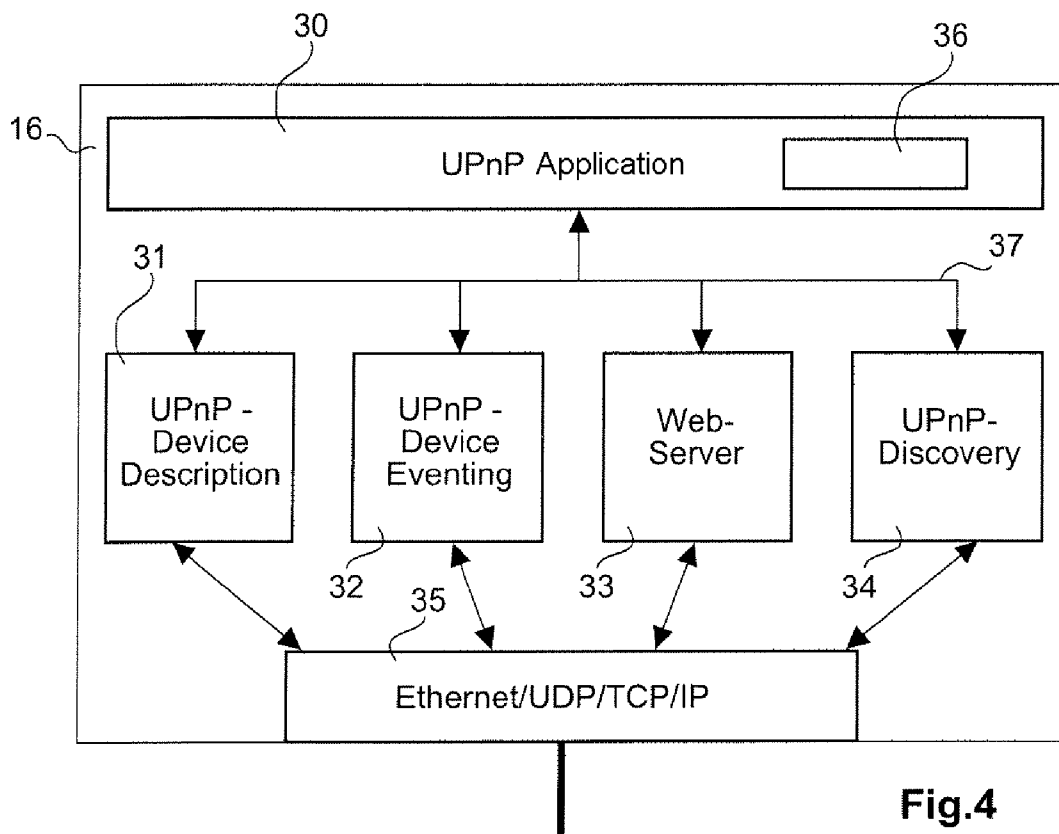 30
36
16
UPnP Application
31
37
UPnP -
Device
Description
UPnP -
Device
Eventing
Web-
Server
UPnP-
Discovery
32
33
34
35
Ethernet/UDP/TCP/IP
Fig.4